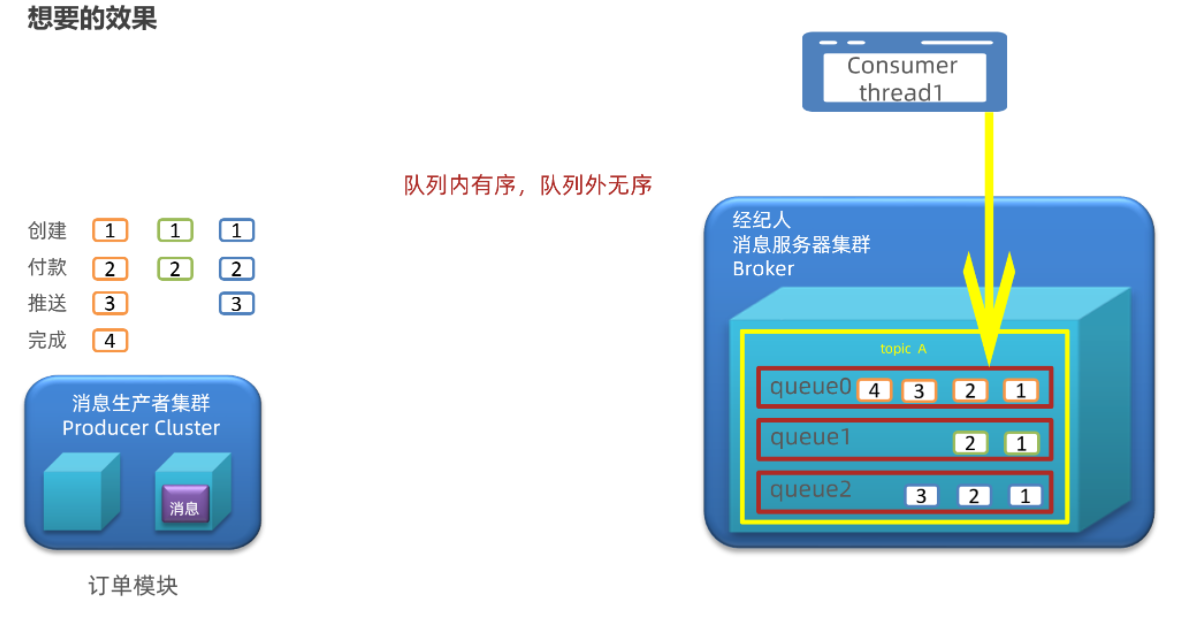 想要的效果
Consumer
thread1
队列内有序，队列外无序
创建 1 1 1
付款 2 2 2
推送 3 3
完成 4
消息生产者集群
Producer Cluster
消息
订单模块
经纪人
消息服务器集群
Broker
topic A
queue0 4 3 2 1
queue1 2 1
queue2 3 2 1